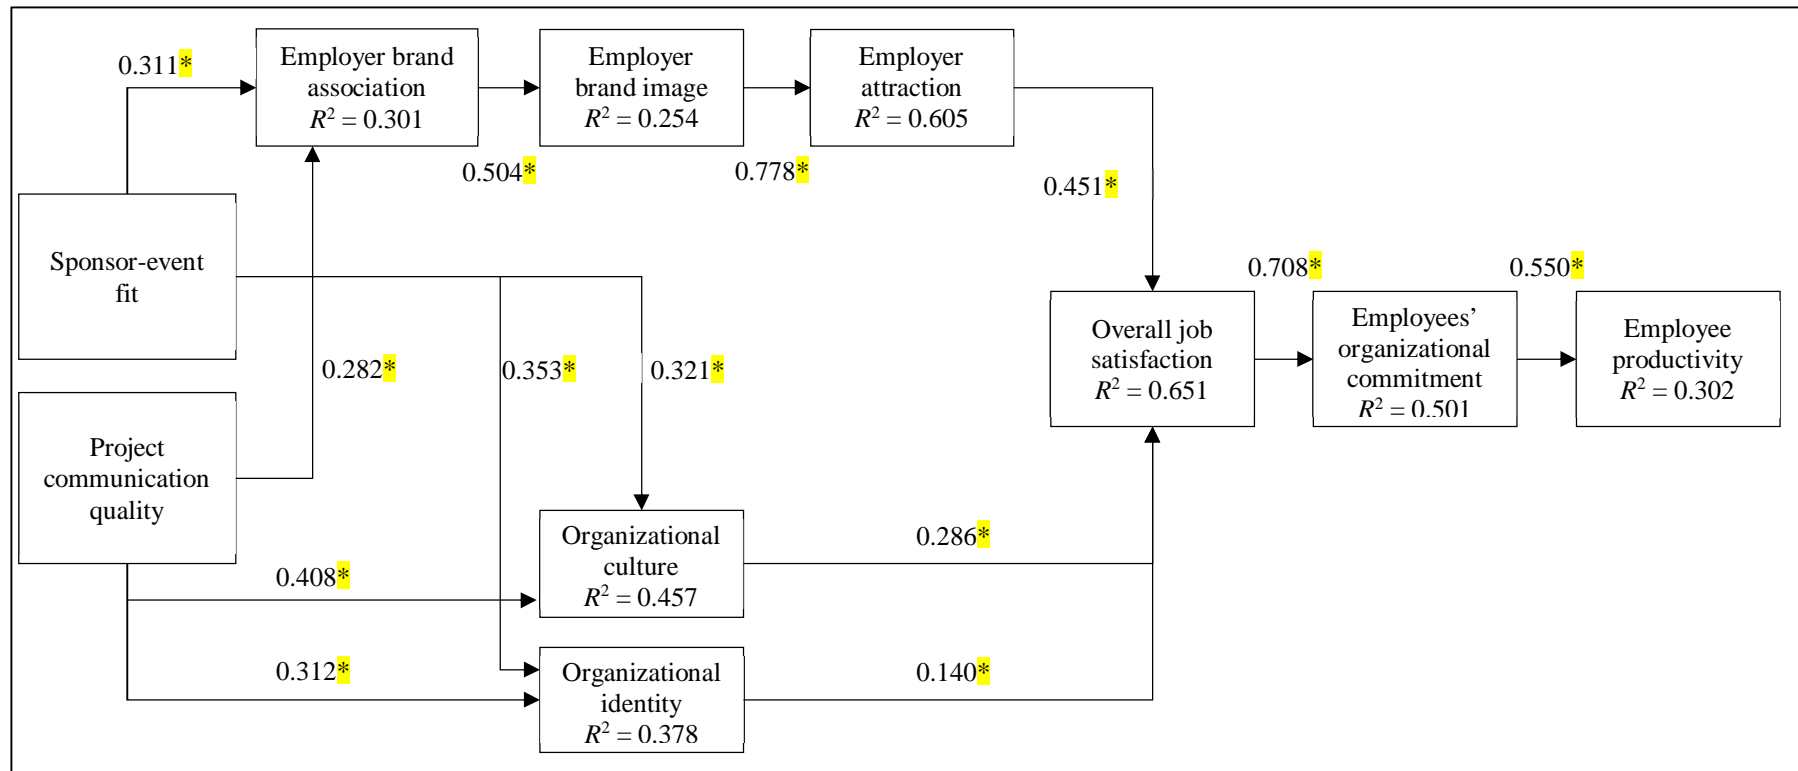 0.311*
Employer brand
association
R² = 0.301
Employer
brand image
R² = 0.254
Employer
attraction
R² = 0.605
0.504*
0.778*
0.451*
Sponsor-event
fit
0.708*
0.550*
Overall job
satisfaction
R² = 0.651
Employees’
organizational
commitment
R² = 0.501
Employee
productivity
R² = 0.302
0.282*
0.353*
0.321*
Project
communication
quality
Organizational
culture
R² = 0.457
0.286*
0.408*
0.312*
Organizational
identity
R² = 0.378
0.140*